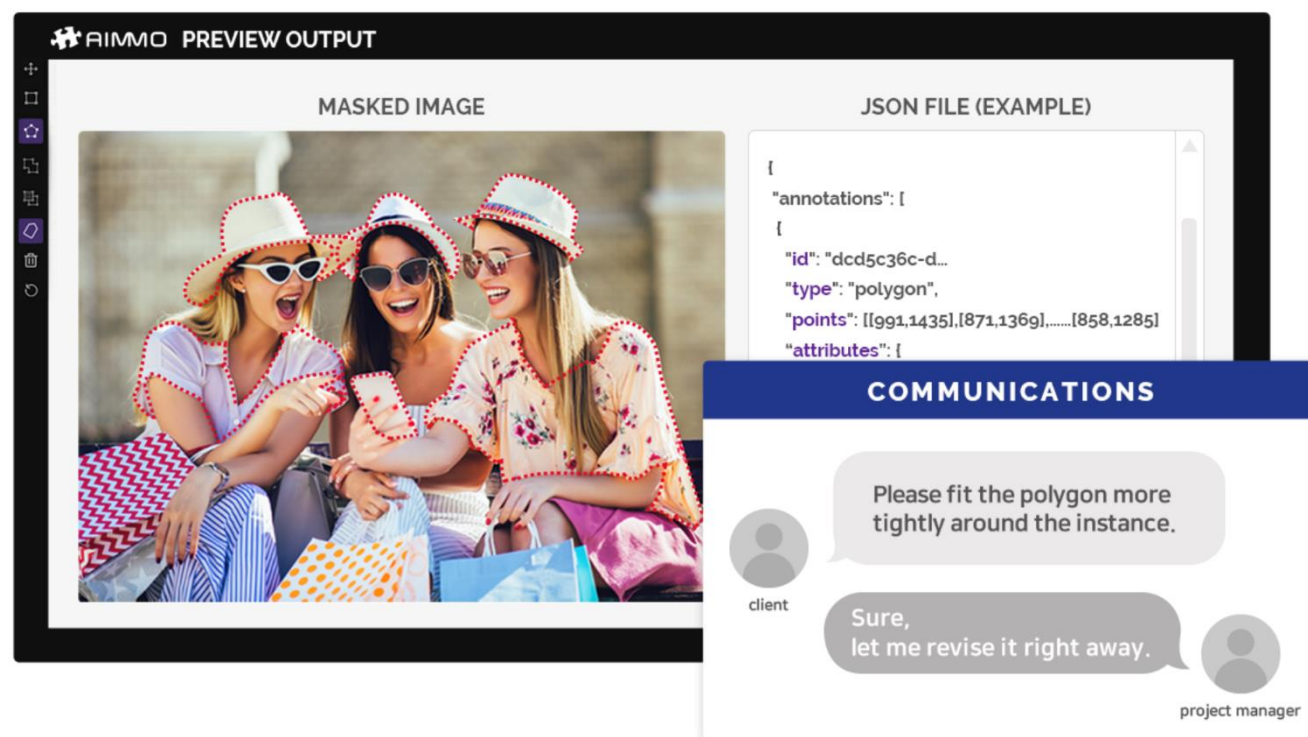 AIMMO PREVIEW OUTPUT
MASKED IMAGE
JSON FILE (EXAMPLE)
{
"annotations": [
{
"id": "dcd5c36c-d...
"type": "polygon",
"points": [[991,1435],[871,1369],......[858,1285]
“attributes”: {
COMMUNICATIONS
Please fit the polygon more
tightly around the instance.
client
Sure,
let me revise it right away.
project manager